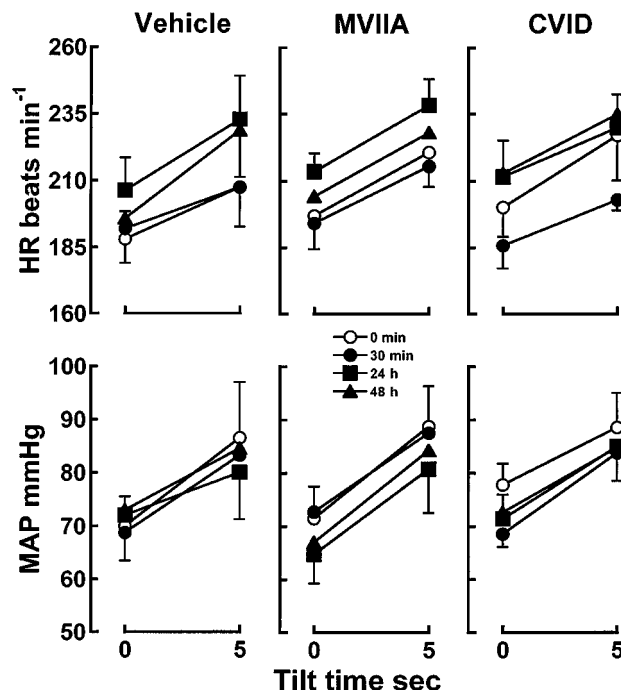 Vehicle
MVIIA
CVID
HR beats min⁻¹
260
235
210
185
160
0 min
30 min
24 h
48 h
MAP mmHg
100
90
80
70
60
50
0 5 0 5 0 5
Tilt time sec